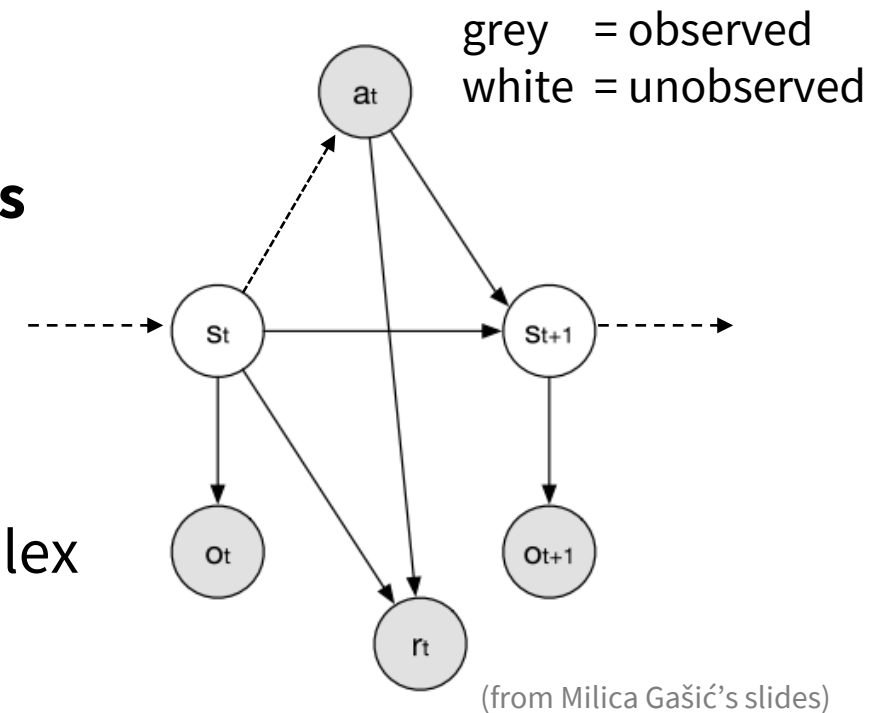 grey = observed
white = unobserved
at
s
st
st+1
lex
ot
ot+1
rt
(from Milica Gašić’s slides)